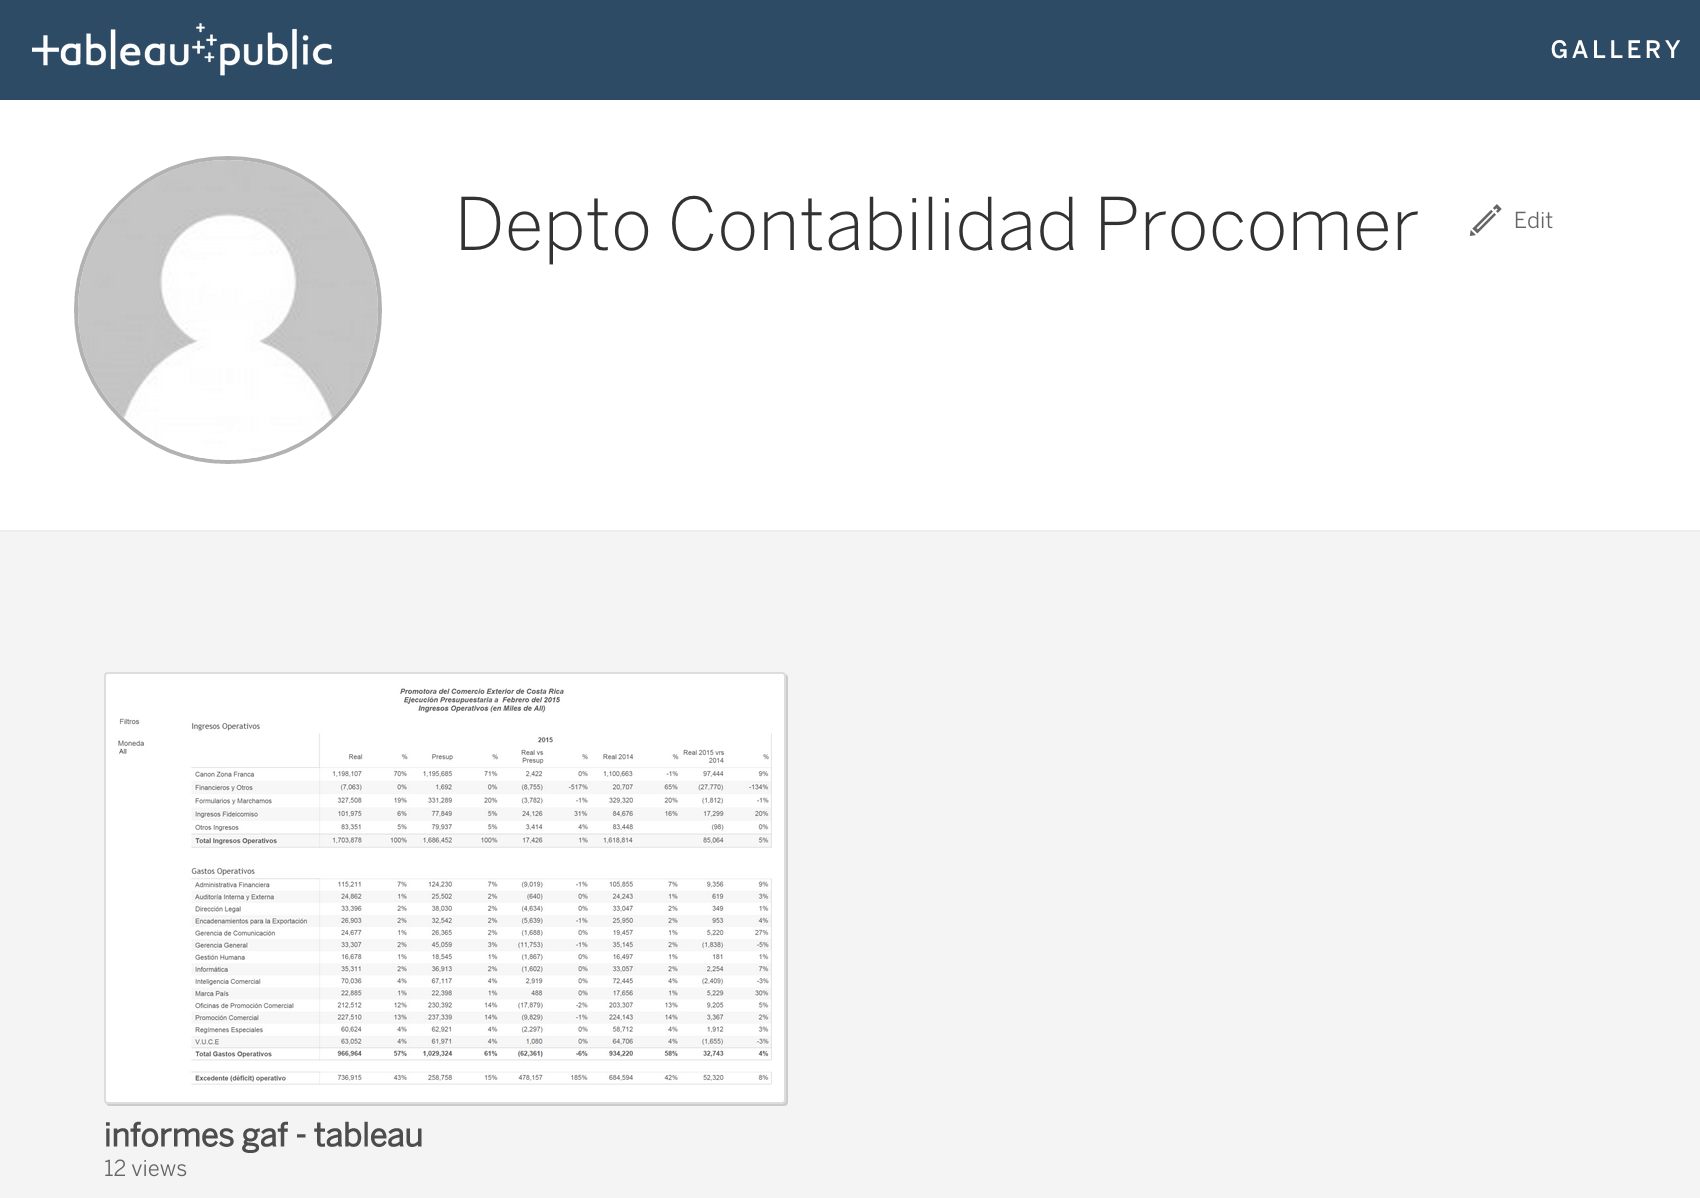 tableau public
GALLERY
Depto Contabilidad Procomer
Edit
Promotora del Comercio Exterior de Costa Rica
Ejecución Presupuestaria a Febrero del 2015
Ingresos Operativos (en Miles de All)
Filtros
Moneda
All
Ingresos Operativos
2015
Real % Presup % Real vs Presup % Real 2014 % Real 2015 vrs 2014 %
Canon Zona Franca 1,198,107 70% 1,195,685 71% 2,422 0% 1,100,663 -1% 97,444 9%
Financieros y Otros (7,063) 0% 1,692 0% (8,755) -517% 20,707 65% (27,770) -134%
Formularios y Marchamos 327,508 19% 331,289 20% (3,782) -1% 329,320 20% (1,812) -1%
Ingresos Fideicomiso 101,975 6% 77,849 5% 24,126 31% 84,676 16% 17,299 20%
Otros Ingresos 83,351 5% 79,937 5% 3,414 4% 83,448 (98) 0%
Total Ingresos Operativos 1,703,878 100% 1,686,452 100% 17,426 1% 1,618,814 85,064 5%
Gastos Operativos
Administrativa Financiera 115,211 7% 124,230 7% (9,019) -1% 105,855 7% 9,356 9%
Auditoría Interna y Externa 24,862 1% 25,502 2% (640) 0% 24,243 1% 619 3%
Dirección Legal 33,396 2% 38,030 2% (4,634) 0% 33,047 2% 349 1%
Encadenamientos para la Exportación 26,903 2% 32,542 2% (5,639) -1% 25,950 2% 953 4%
Gerencia de Comunicación 24,677 1% 26,365 2% (1,688) 0% 19,457 1% 5,220 27%
Gerencia General 33,307 2% 45,059 3% (11,753) -1% 35,145 2% (1,838) -5%
Gestión Humana 16,678 1% 18,545 1% (1,867) 0% 16,497 1% 181 1%
Informática 35,311 2% 36,913 2% (1,602) 0% 33,057 2% 2,254 7%
Inteligencia Comercial 70,036 4% 67,117 4% 2,919 0% 72,445 4% (2,409) -3%
Marca País 22,885 1% 22,398 1% 488 0% 17,656 1% 5,229 30%
Oficinas de Promoción Comercial 212,512 12% 230,392 14% (17,879) -2% 203,307 13% 9,205 5%
Promoción Comercial 227,510 13% 237,339 14% (9,829) -1% 224,143 14% 3,367 2%
Regímenes Especiales 60,624 4% 62,921 4% (2,297) 0% 58,712 4% 1,912 3%
V.U.C.E 63,052 4% 61,971 4% 1,080 0% 64,706 4% (1,655) -3%
Total Gastos Operativos 966,964 57% 1,029,324 61% (62,361) -6% 934,220 58% 32,743 4%
Excedente (déficit) operativo 736,915 43% 258,758 15% 478,157 185% 684,594 42% 52,320 8%
informes gaf - tableau
12 views